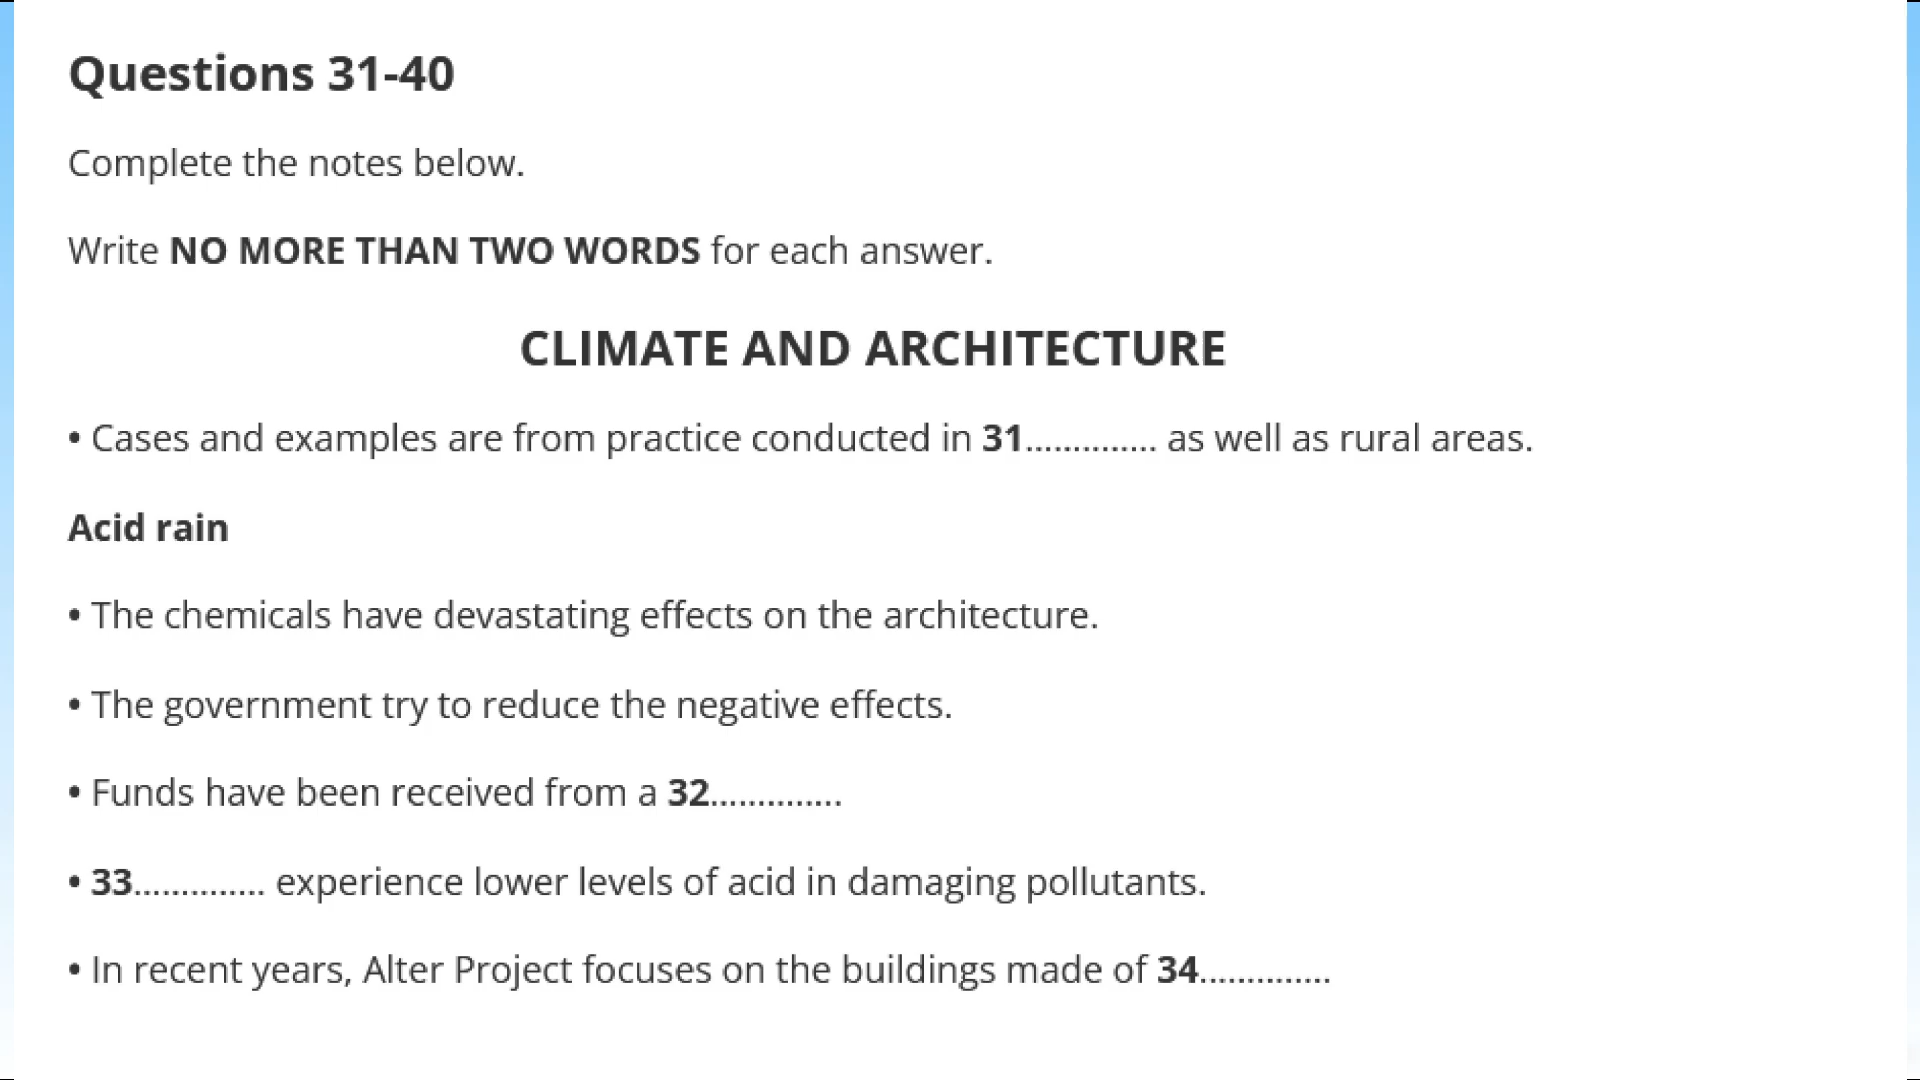 Questions 31-40
Complete the notes below.
Write NO MORE THAN TWO WORDS for each answer.
CLIMATE AND ARCHITECTURE
• Cases and examples are from practice conducted in 31.............. as well as rural areas.
Acid rain
• The chemicals have devastating effects on the architecture.
• The government try to reduce the negative effects.
• Funds have been received from a 32..............
• 33.............. experience lower levels of acid in damaging pollutants.
• In recent years, Alter Project focuses on the buildings made of 34..............